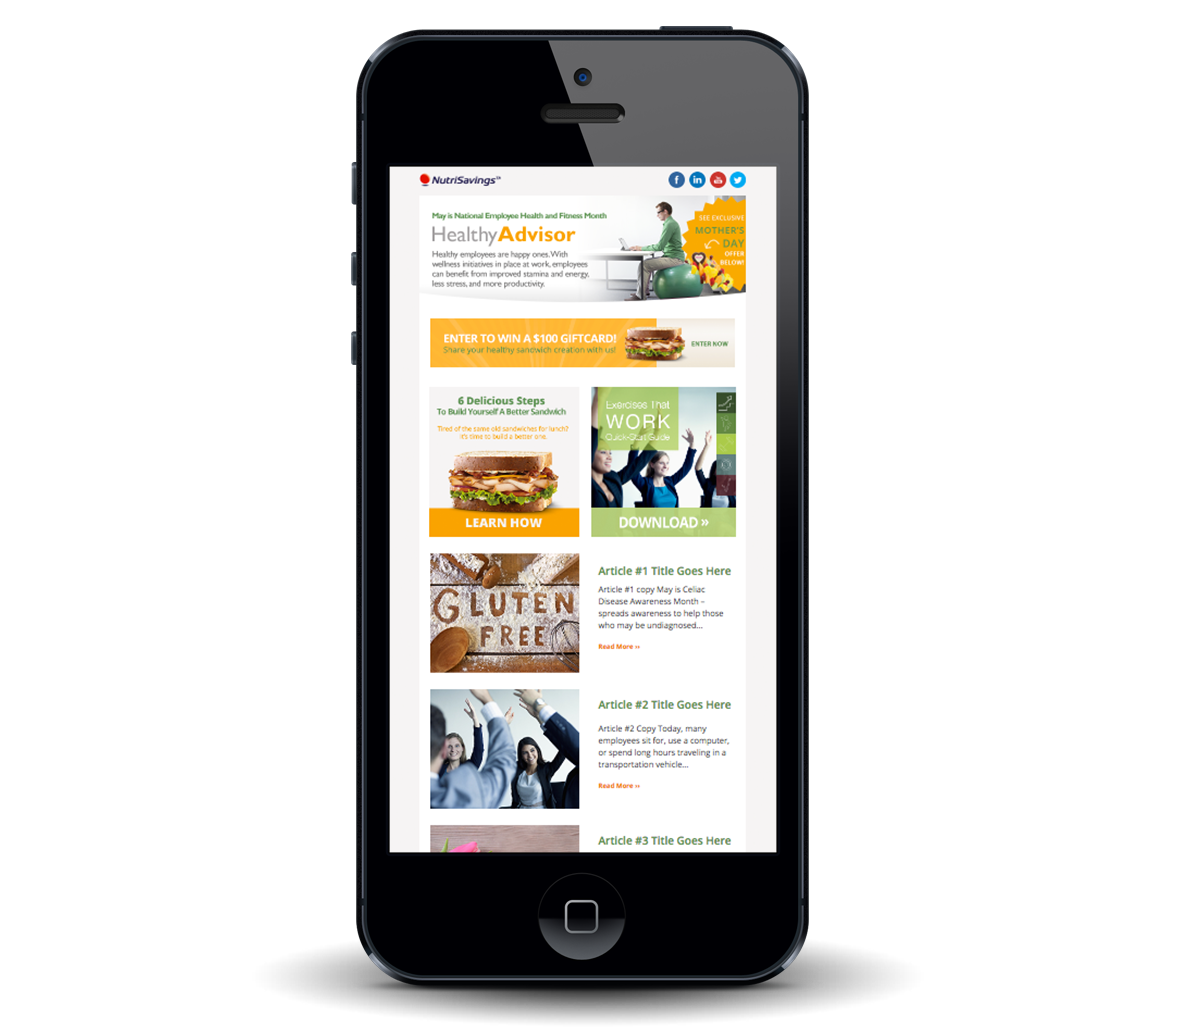 NutriSavings℠
f in You Tube
May is National Employee Health and Fitness Month
HealthyAdvisor
Healthy employees are happy ones. With
wellness initiatives in place at work, employees
can benefit from improved stamina and energy,
less stress, and more productivity.
SEE EXCLUSIVE
MOTHER'S
DAY
OFFER
BELOW!
ENTER TO WIN A $100 GIFTCARD!
Share your healthy sandwich creation with us!
ENTER NOW
6 Delicious Steps
To Build Yourself A Better Sandwich
Tired of the same old sandwiches for lunch?
It's time to build a better one.
LEARN HOW
Exercises That
WORK
Quick-Start Guide
DOWNLOAD »
GLUTEN
FREE
Article #1 Title Goes Here
Article #1 copy May is Celiac
Disease Awareness Month –
spreads awareness to help those
who may be undiagnosed...
Read More ››
Article #2 Title Goes Here
Article #2 Copy Today, many
employees sit for, use a computer,
or spend long hours traveling in a
transportation vehicle...
Read More ››
Article #3 Title Goes Here